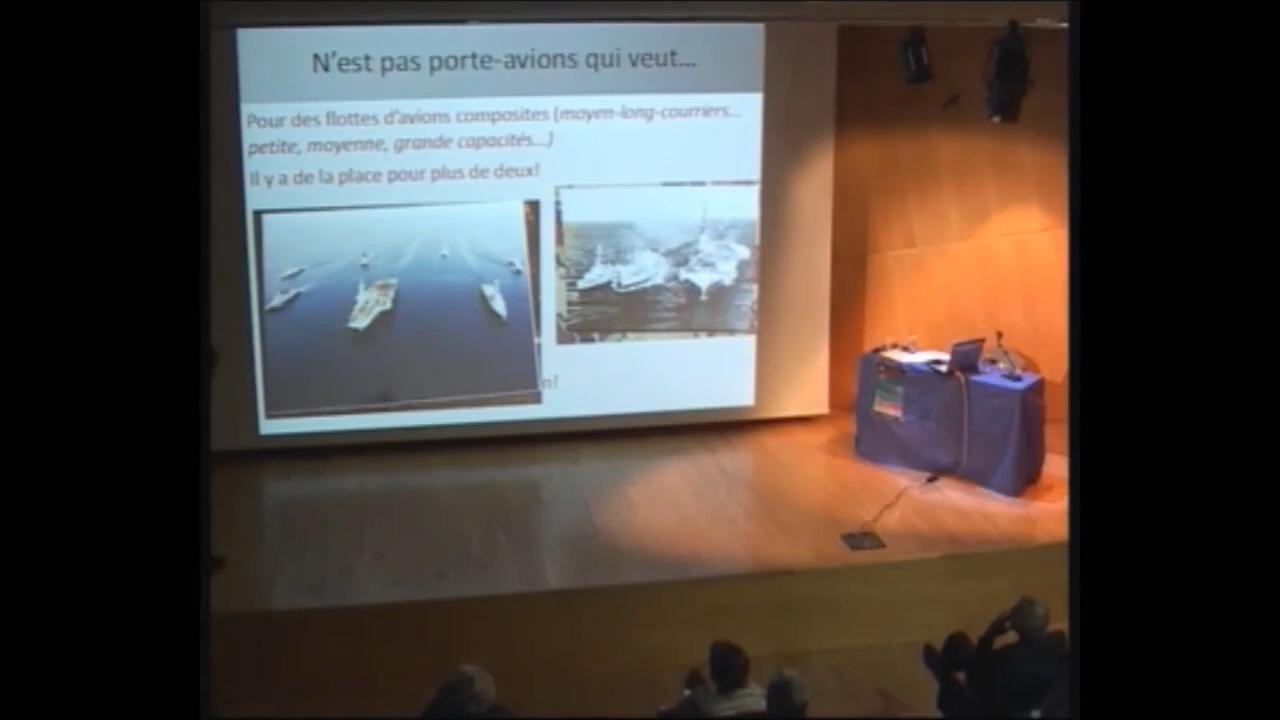 N'est pas porte-avions qui veut...
Pour des flottes d'avions composites (moyen-long-courriers...
petite, moyenne, grande capacités...)
Il y a de la place pour plus de deux!
n!